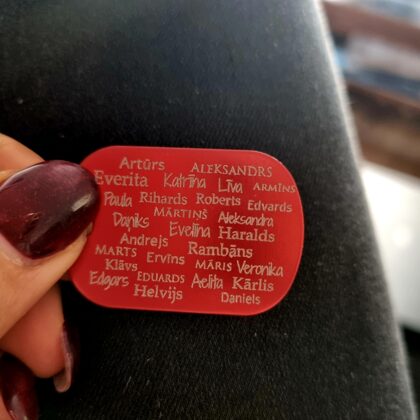 Artūrs ALEKSANDRS
Everita Katrīna Līva ARMĪNS
Paula Rihards Roberts Edvards
MĀRTIŅŠ Aleksandra
Daņiks Evelīna Haralds
Andrejs Rambāns
MARTS Ervīns MĀRIS Veronika
Klāvs
Edgars EDUARDS Aelita Kārlis
Helvijs Daniels